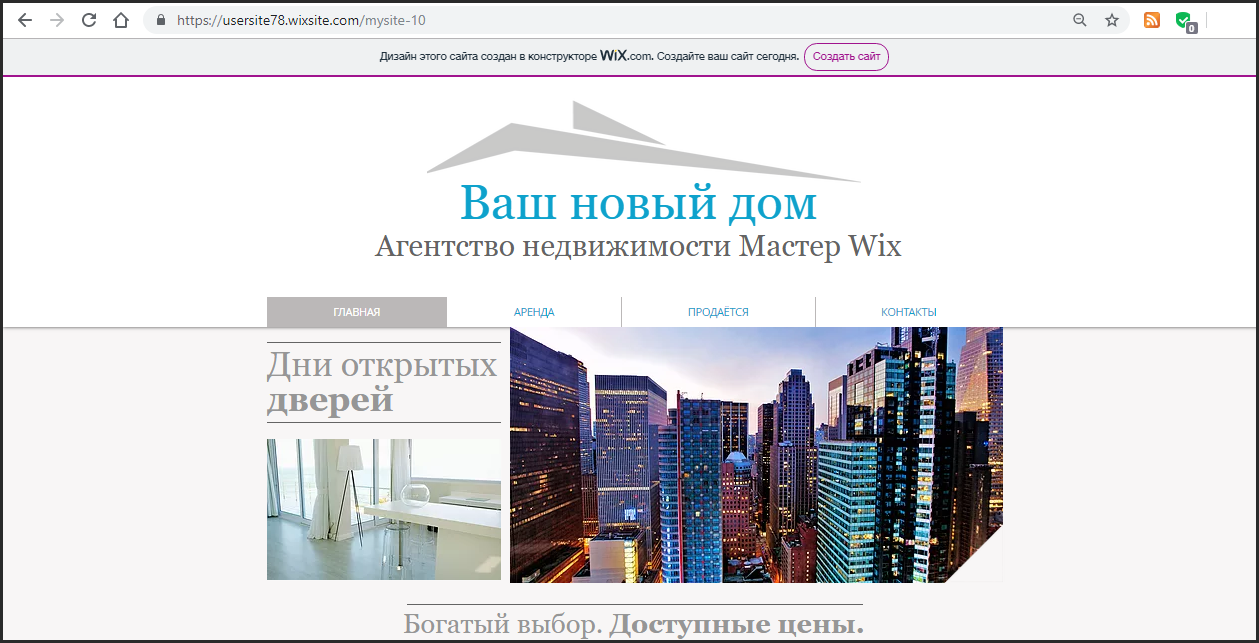 https://usersite78.wixsite.com/mysite-10
0
Дизайн этого сайта создан в конструкторе WiX.com. Создайте ваш сайт сегодня. Создать сайт
Ваш новый дом
Агентство недвижимости Мастер Wix
ГЛАВНАЯ АРЕНДА ПРОДАЁТСЯ КОНТАКТЫ
Дни открытых
дверей
Богатый выбор. Доступные цены.